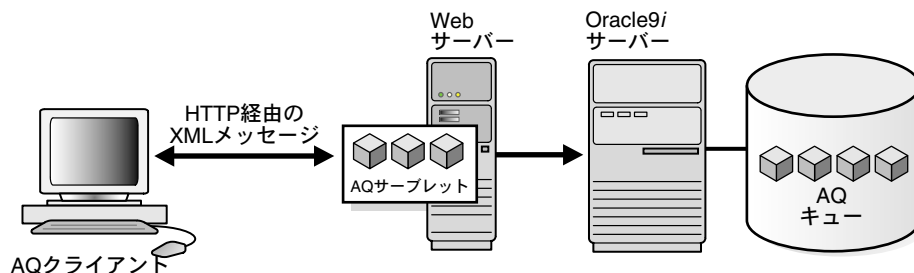 Web
サーバー
Oracle9i
サーバー
HTTP経由の
XMLメッセージ
AQサーブレット
AQ
キュー
AQクライアント